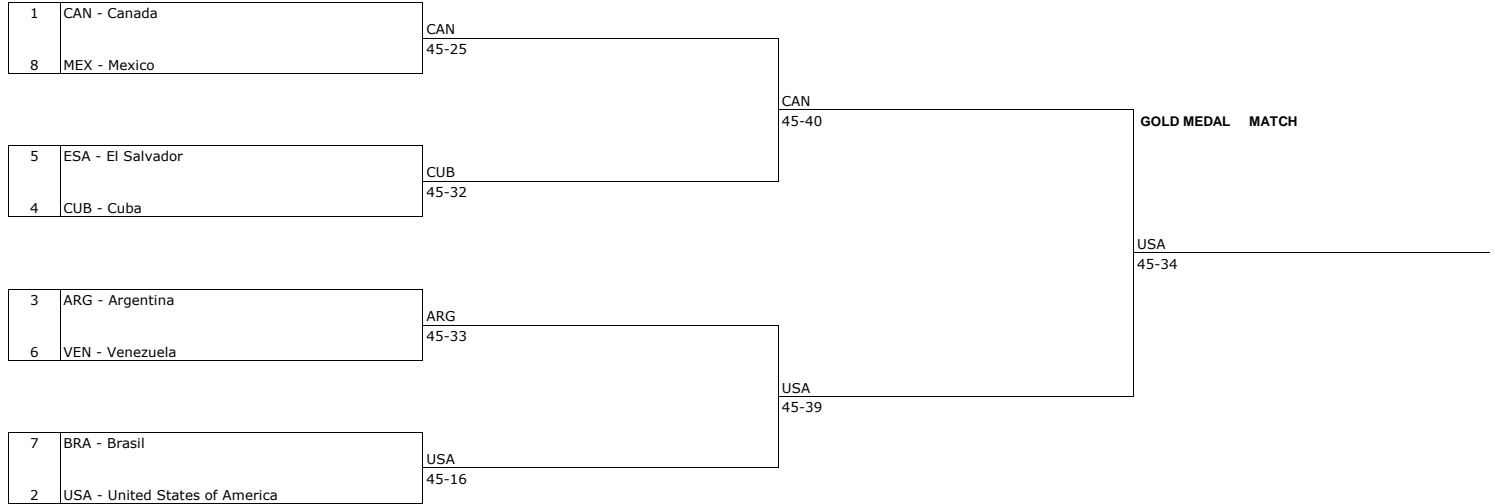 1 CAN - Canada
CAN
45-25
8 MEX - Mexico
CAN
45-40
GOLD MEDAL MATCH
5 ESA - El Salvador
CUB
45-32
4 CUB - Cuba
USA
45-34
3 ARG - Argentina
ARG
45-33
6 VEN - Venezuela
USA
45-39
7 BRA - Brasil
USA
45-16
2 USA - United States of America